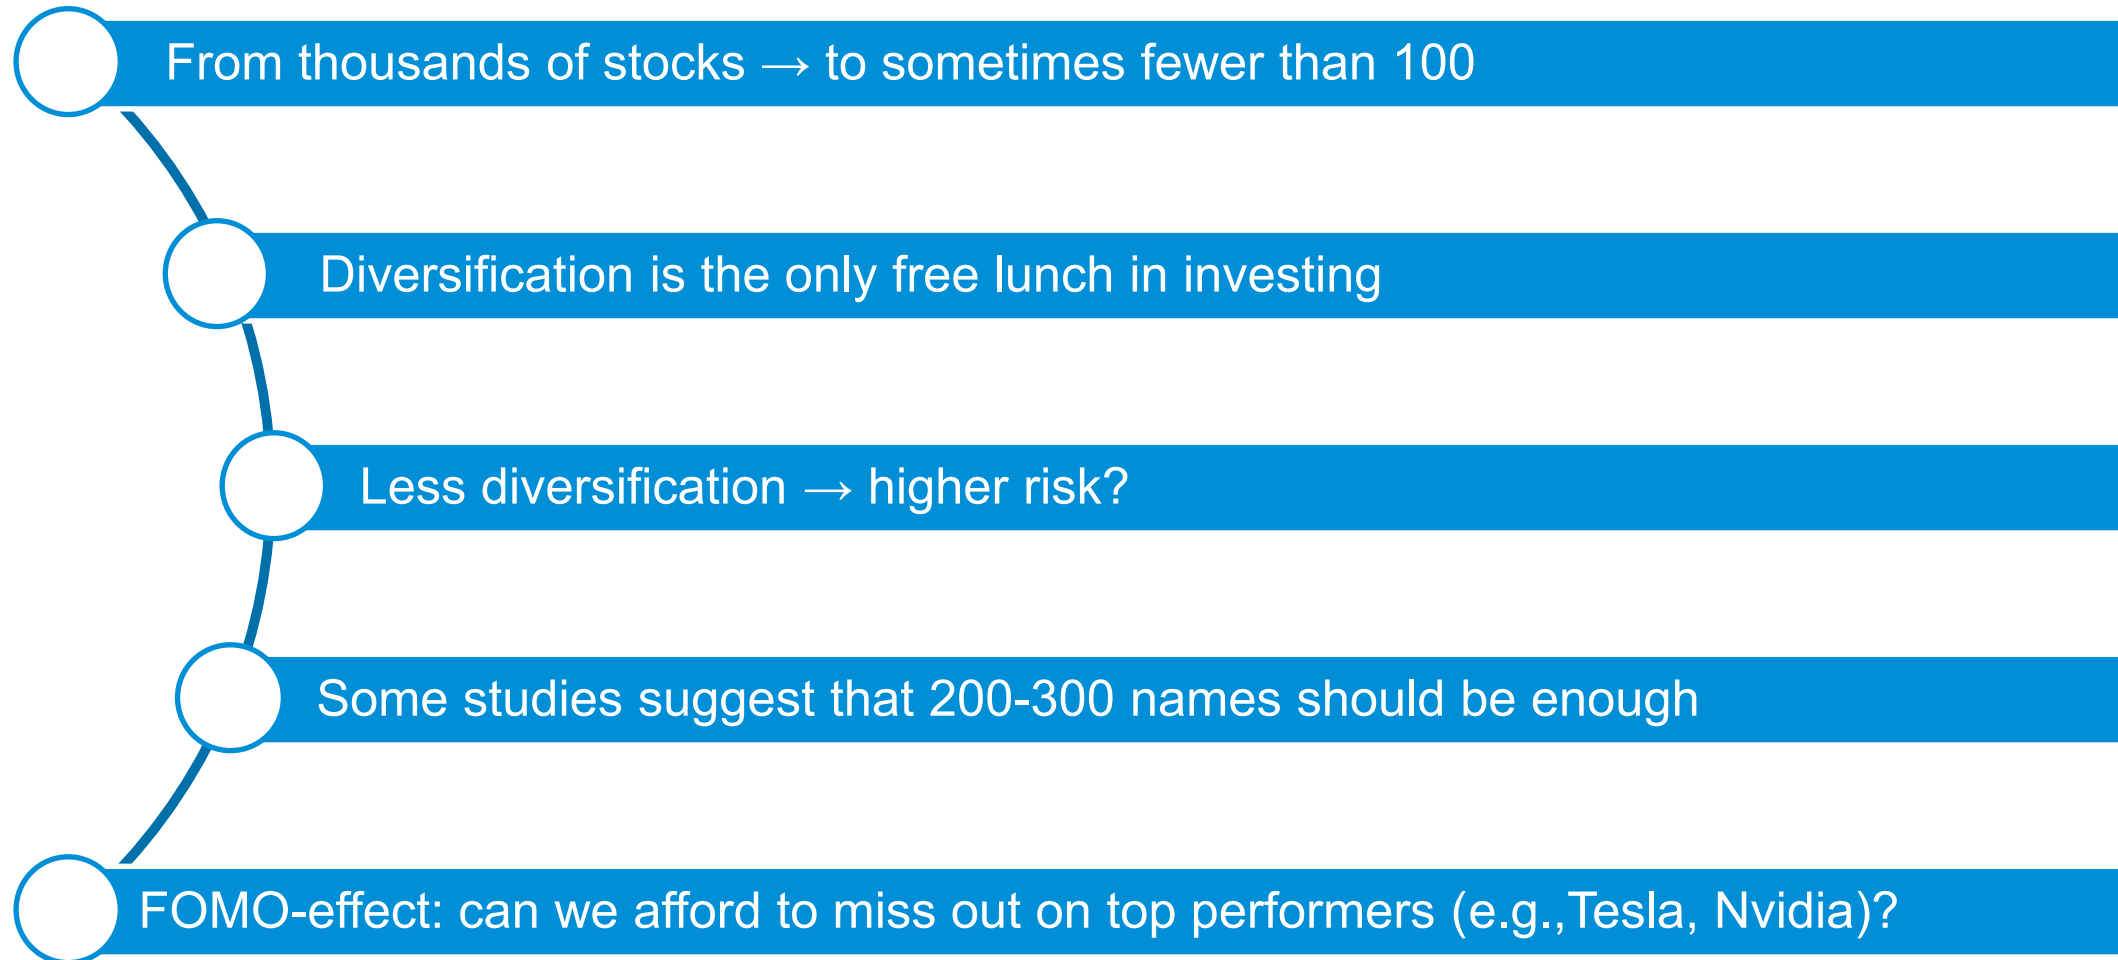 From thousands of stocks → to sometimes fewer than 100
Diversification is the only free lunch in investing
Less diversification → higher risk?
Some studies suggest that 200-300 names should be enough
FOMO-effect: can we afford to miss out on top performers (e.g.,Tesla, Nvidia)?